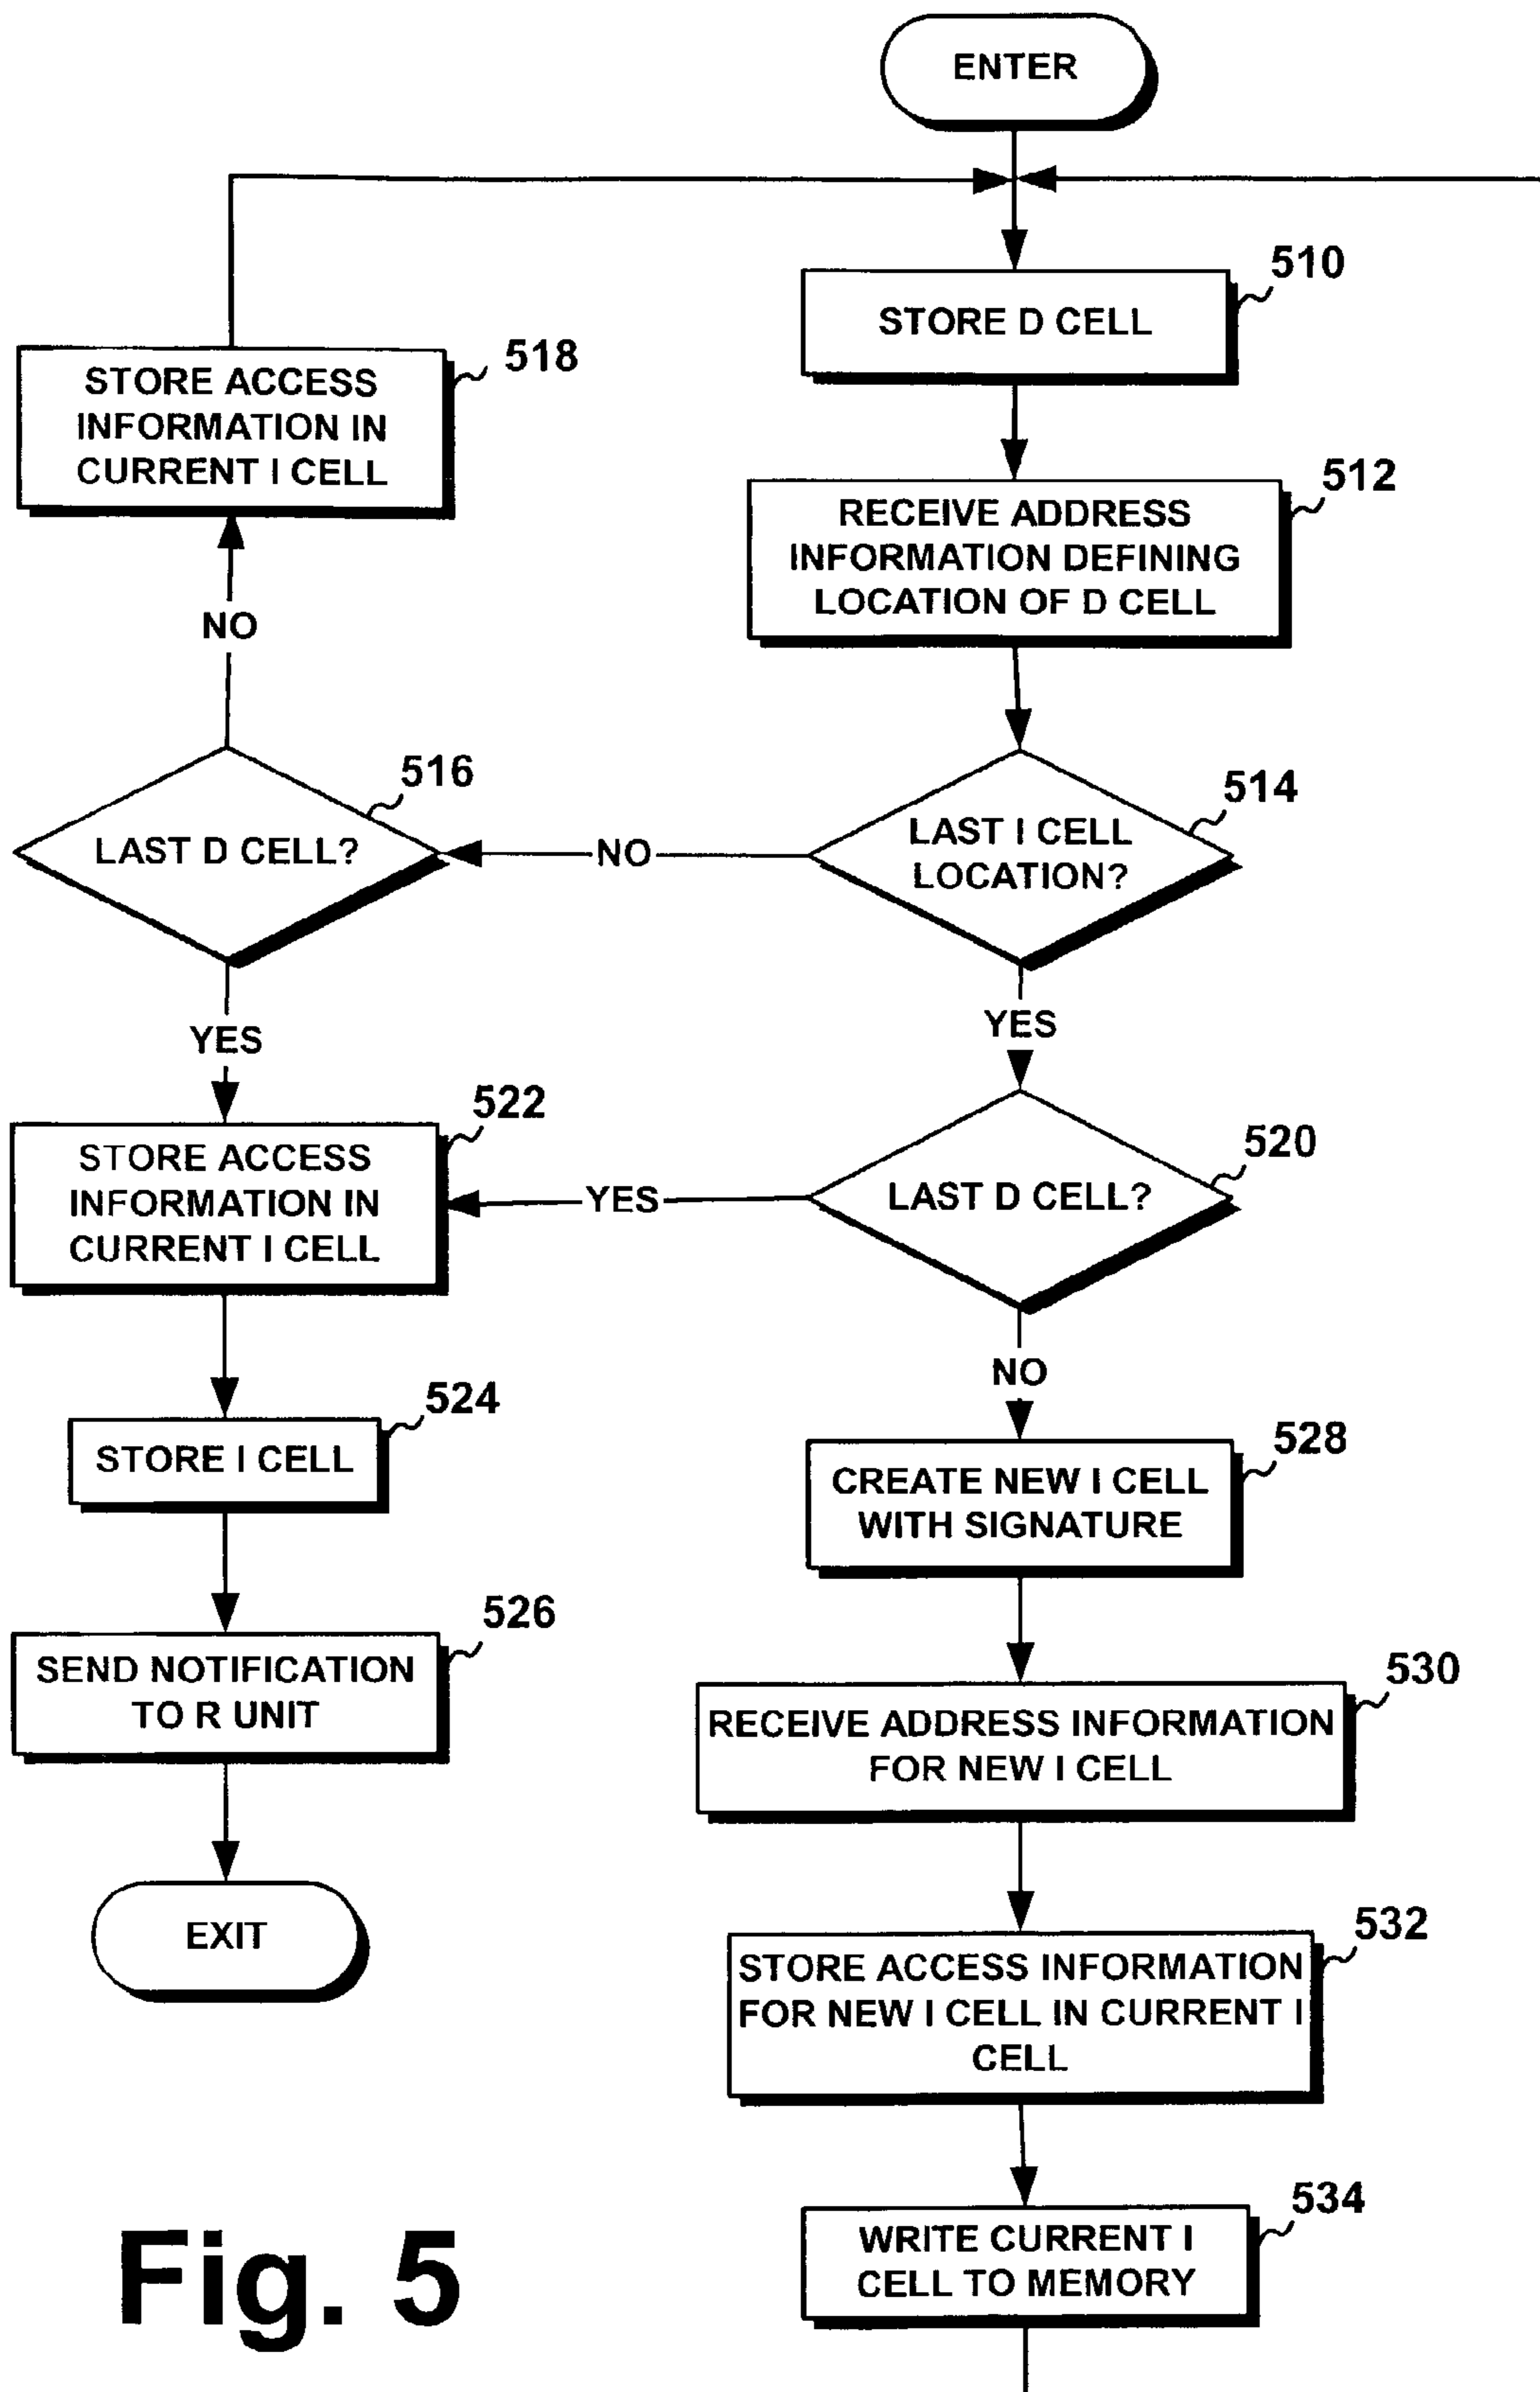 ENTER
510
STORE D CELL
518
STORE ACCESS
INFORMATION IN
CURRENT I CELL
512
RECEIVE ADDRESS
INFORMATION DEFINING
LOCATION OF D CELL
NO
516
LAST D CELL?
NO
514
LAST I CELL
LOCATION?
YES
YES
522
STORE ACCESS
INFORMATION IN
CURRENT I CELL
YES
520
LAST D CELL?
NO
524
STORE I CELL
528
CREATE NEW I CELL
WITH SIGNATURE
526
SEND NOTIFICATION
TO R UNIT
530
RECEIVE ADDRESS INFORMATION
FOR NEW I CELL
EXIT
532
STORE ACCESS INFORMATION
FOR NEW I CELL IN CURRENT I
CELL
534
WRITE CURRENT I
CELL TO MEMORY
Fig. 5